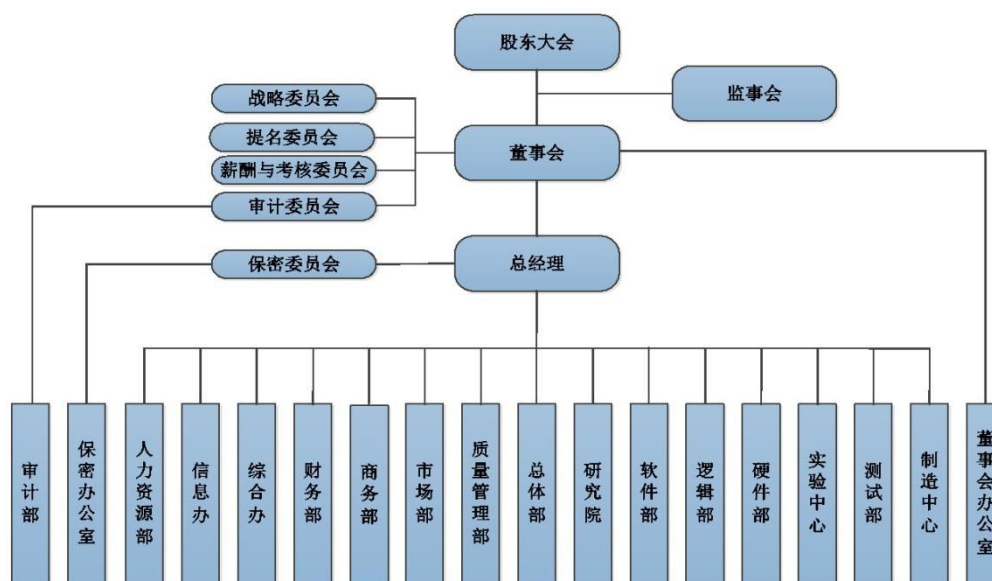 股东大会
监事会
战略委员会
提名委员会
董事会
薪酬与考核委员会
审计委员会
保密委员会
总经理
审计部
保密办公室
人力资源部
信息办
综合办
财务部
商务部
市场部
质量管理部
总体部
研究院
软件部
逻辑部
硬件部
实验中心
测试部
制造中心
董事会办公室